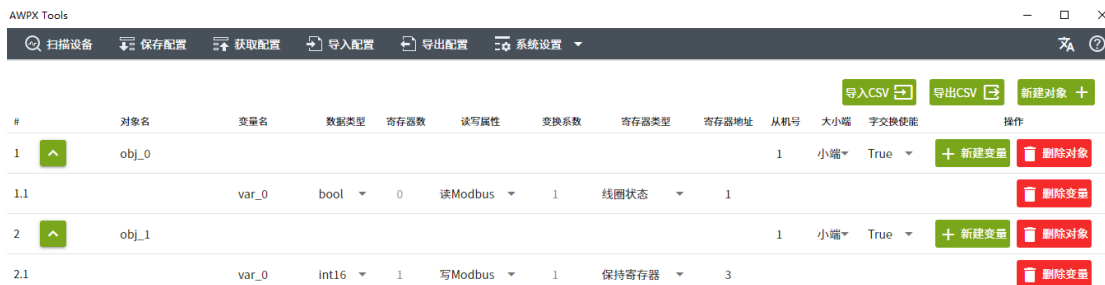 AWPX Tools
扫描设备 保存配置 获取配置 导入配置 导出配置 系统设置
导入CSV 导出CSV 新建对象
# 对象名 变量名 数据类型 寄存器数 读写属性 变换系数 寄存器类型 寄存器地址 从机号 大小端 字交换使能 操作
1 obj_0 1 小端 True 新建变量 删除对象
1.1 var_0 bool 0 读Modbus 1 线圈状态 1 删除变量
2 obj_1 1 小端 True 新建变量 删除对象
2.1 var_0 int16 1 写Modbus 1 保持寄存器 3 删除变量